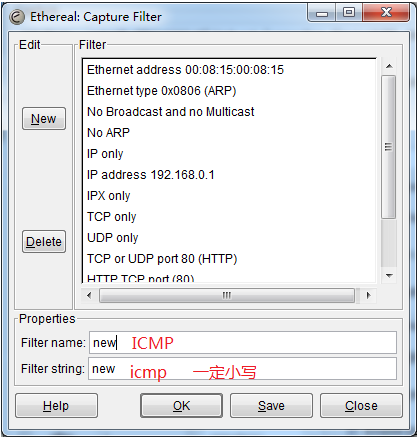 Ethereal: Capture Filter
Edit
Filter
New
Delete
Ethernet address 00:08:15:00:08:15
Ethernet type 0x0806 (ARP)
No Broadcast and no Multicast
No ARP
IP only
IP address 192.168.0.1
IPX only
TCP only
UDP only
TCP or UDP port 80 (HTTP)
HTTP TCP port (80)
Properties
Filter name: new ICMP
Filter string: new icmp 一定小写
Help OK Save Close